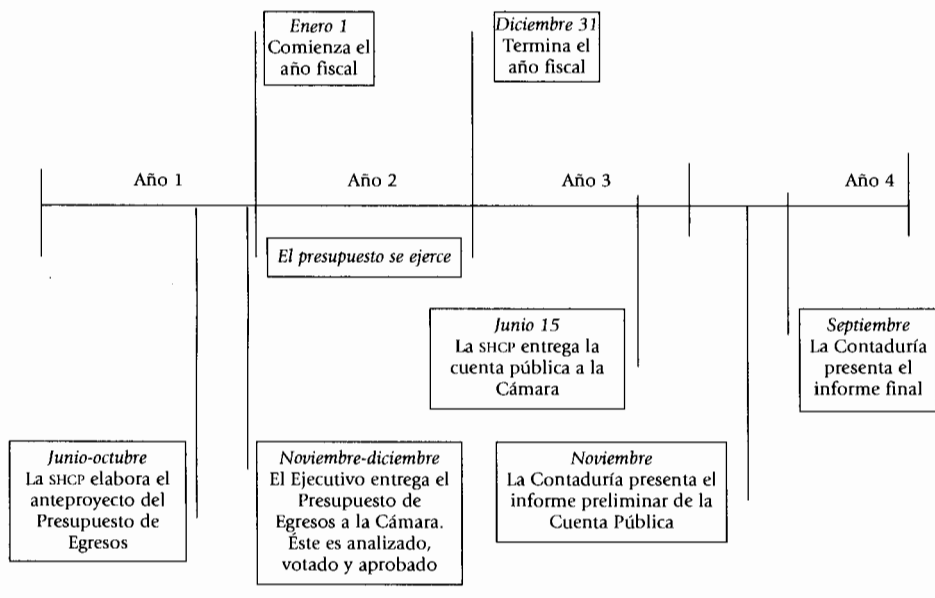 Enero 1
Comienza el
año fiscal
Diciembre 31
Termina el
año fiscal
Año 1
Año 2
Año 3
Año 4
El presupuesto se ejerce
Junio 15
La SHCP entrega la
cuenta pública a la
Cámara
Septiembre
La Contaduría
presenta el
informe final
Junio-octubre
La SHCP elabora el
anteproyecto del
Presupuesto de
Egresos
Noviembre-diciembre
El Ejecutivo entrega el
Presupuesto de
Egresos a la Cámara.
Éste es analizado,
votado y aprobado
Noviembre
La Contaduría presenta el
informe preliminar de la
Cuenta Pública